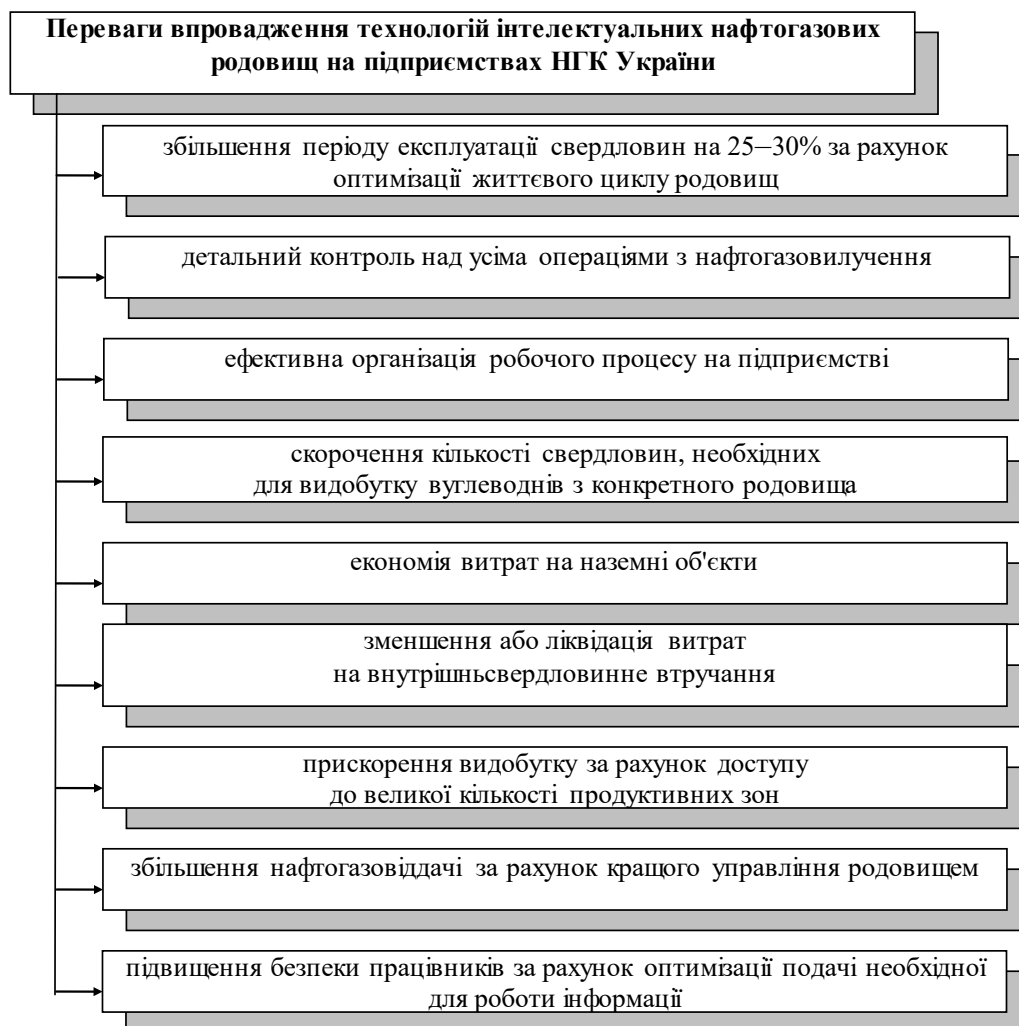 Переваги впровадження технологій інтелектуальних нафтогазових
родовищ на підприємствах НГК України
збільшення періоду експлуатації свердловин на 25–30% за рахунок
оптимізації життєвого циклу родовищ
детальний контроль над усіма операціями з нафтогазовилучення
ефективна організація робочого процесу на підприємстві
скорочення кількості свердловин, необхідних
для видобутку вуглеводнів з конкретного родовища
економія витрат на наземні об'єкти
зменшення або ліквідація витрат
на внутрішньсвердловинне втручання
прискорення видобутку за рахунок доступу
до великої кількості продуктивних зон
збільшення нафтогазовіддачі за рахунок кращого управління родовищем
підвищення безпеки працівників за рахунок оптимізації подачі необхідної
для роботи інформації